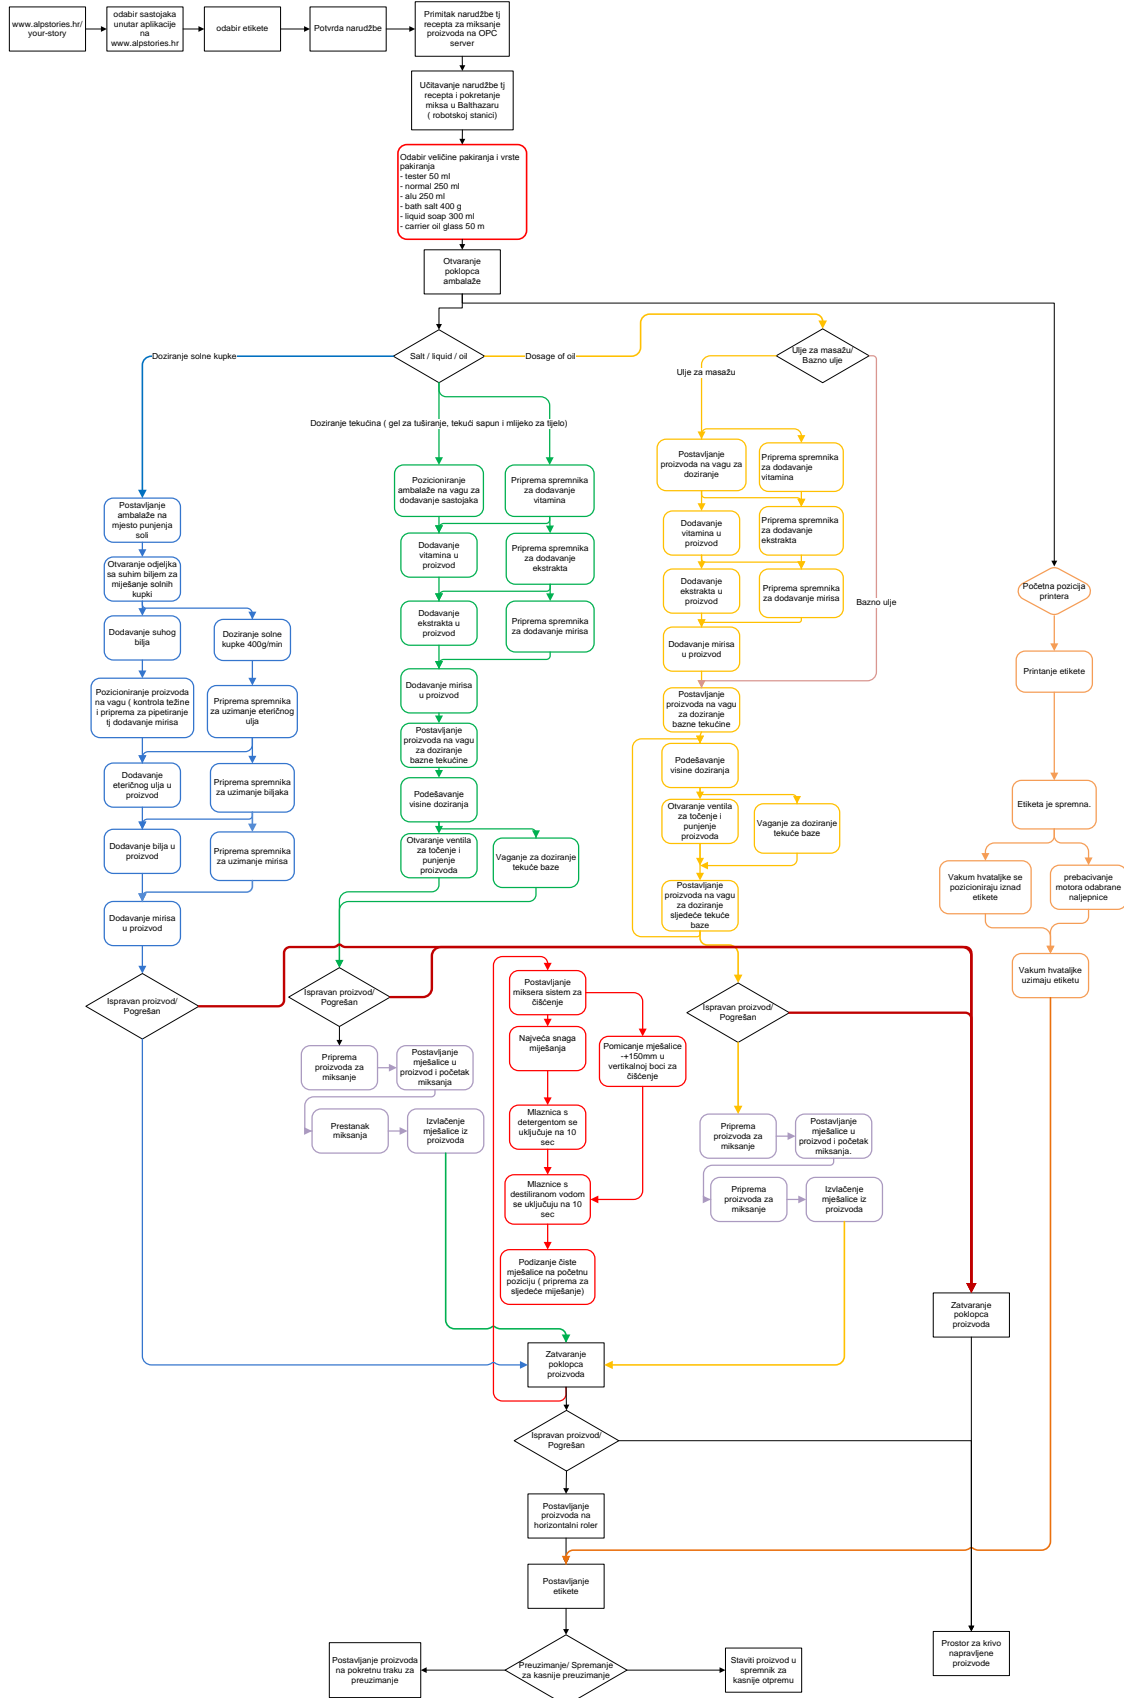 www.alpstories.hr/
your-story
odabir sastojaka
unutar aplikacije
na
www.alpstories.hr
odabir etikete
Potvrda narudžbe
Primitak narudžbe tj
recepta za miksanje
proizvoda na OPC
server
Učitavanje narudžbe tj
recepta i pokretanje
miksa u Balthazaru
( robotskoj stanici)
Odabir veličine pakiranja i vrste
pakiranja
- tester 50 ml
- normal 250 ml
- alu 250 ml
- bath salt 400 g
- liquid soap 300 ml
- carrier oil glass 50 m
Otvaranje
poklopca
ambalaže
Doziranje solne kupke
Salt / liquid / oil
Dosage of oil
Ulje za masažu/
Bazno ulje
Ulje za masažu
Bazno ulje
Doziranje tekućina ( gel za tuširanje, tekući sapun i mlijeko za tijelo)
Postavljanje
ambalaže na
mjesto punjenja
soli
Otvaranje odjeljka
sa suhim biljem za
miješanje solnih
kupki
Dodavanje suhog
bilja
Doziranje solne
kupke 400g/min
Pozicioniranje proizvoda
na vagu ( kontrola težine
i priprema za pipetiranje
tj dodavanje mirisa
Priprema spremnika
za uzimanje eteričnog
ulja
Dodavanje
eteričnog ulja u
proizvod
Priprema spremnika
za uzimanje biljaka
Dodavanje bilja u
proizvod
Priprema spremnika
za uzimanje mirisa
Dodavanje mirisa
u proizvod
Ispravan proizvod/
Pogrešan
Pozicioniranje
ambalaže na vagu za
dodavanje sastojaka
Priprema spremnika
za dodavanje
vitamina
Dodavanje
vitamina u
proizvod
Priprema spremnika
za dodavanje
ekstrakta
Dodavanje
ekstrakta u
proizvod
Priprema spremnika
za dodavanje mirisa
Dodavanje mirisa
u proizvod
Postavljanje
proizvoda na vagu
za doziranje
bazne tekućine
Podešavanje
visine doziranja
Otvaranje ventila
za točenje i
punjenje
proizvoda
Vaganje za doziranje
tekuće baze
Ispravan proizvod/
Pogrešan
Priprema
proizvoda za
miksanje
Postavljanje
mješalice u
proizvod i početak
miksanja
Prestanak
miksanja
Izvlačenje
mješalice iz
proizvoda
Postavljanje
miksera sistem za
čišćenje
Najveća snaga
miješanja
Pomicanje mješalice
-+150mm u
vertikalnoj boci za
čišćenje
Mlaznica s
detergentom se
uključuje na 10
sec
Mlaznice s
destiliranom vodom
se uključuju na 10
sec
Podizanje čiste
mješalice na početnu
poziciju ( priprema za
sljedeće miješanje)
Postavljanje
proizvoda na vagu za
doziranje
Priprema spremnika
za dodavanje
vitamina
Dodavanje
vitamina u
proizvod
Priprema spremnika
za dodavanje
ekstrakta
Dodavanje
ekstrakta u
proizvod
Priprema spremnika
za dodavanje mirisa
Dodavanje mirisa
u proizvod
Postavljanje
proizvoda na vagu
za doziranje
bazne tekućine
Podešavanje
visine doziranja
Otvaranje ventila
za točenje i
punjenje
proizvoda
Vaganje za doziranje
tekuće baze
Postavljanje
proizvoda na vagu
za doziranje
sljedeće tekuće
baze
Ispravan proizvod/
Pogrešan
Priprema
proizvoda za
miksanje
Postavljanje
mješalice u
proizvod i početak
miksanja.
Priprema
proizvoda za
miksanje
Izvlačenje
mješalice iz
proizvoda
Početna pozicija
printera
Printanje etikete
Etiketa je spremna.
Vakum hvataljke se
pozicioniraju iznad
etikete
prebacivanje
motora odabrane
naljepnice
Vakum hvataljke
uzimaju etiketu
Zatvaranje
poklopca
proizvoda
Zatvaranje
poklopca
proizvoda
Ispravan proizvod/
Pogrešan
Postavljanje
proizvoda na
horizontalni roler
Postavljanje
etikete
Preuzimanje/ Spremanje
za kasnije preuzimanje
Postavljanje proizvoda
na pokretnu traku za
preuzimanje
Staviti proizvod u
spremnik za
kasnije otpremu
Prostor za krivo
napravljene
proizvode